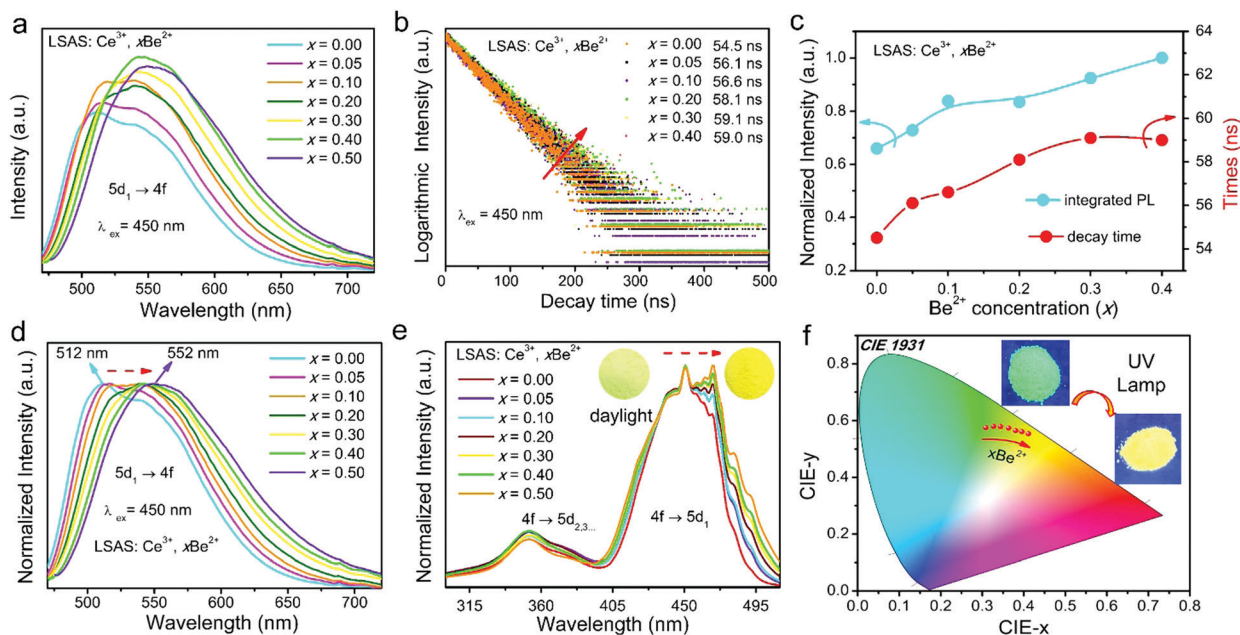 a
LSAS: Ce³⁺, xBe²⁺
x = 0.00
x = 0.05
x = 0.10
x = 0.20
x = 0.30
x = 0.40
x = 0.50
5d₁ → 4f
λ ex = 450 nm
Intensity (a.u.)
500 550 600 650 700
Wavelength (nm)
b
LSAS: Ce³⁺, xBe²⁺
x = 0.00 54.5 ns
x = 0.05 56.1 ns
x = 0.10 56.6 ns
x = 0.20 58.1 ns
x = 0.30 59.1 ns
x = 0.40 59.0 ns
λ ex = 450 nm
Logarithmic Intensity (a.u.)
0 100 200 300 400 500
Decay time (ns)
c
LSAS: Ce³⁺, xBe²⁺
1.0
0.8
0.6
0.4
0.2
Normalized Intensity (a.u.)
64
62
60
58
56
54
Times (ns)
integrated PL
decay time
0.0 0.1 0.2 0.3 0.4
Be²⁺ concentration (x)
d
512 nm
552 nm
x = 0.00
x = 0.05
x = 0.10
x = 0.20
x = 0.30
x = 0.40
x = 0.50
5d₁ → 4f
λ ex = 450 nm
LSAS: Ce³⁺, xBe²⁺
Normalized Intensity (a.u.)
500 550 600 650 700
Wavelength (nm)
e
LSAS: Ce³⁺, xBe²⁺
x = 0.00
x = 0.05
x = 0.10
x = 0.20
x = 0.30
x = 0.40
x = 0.50
daylight
4f → 5d₂,₃...
4f → 5d₁
Normalized Intensity (a.u.)
315 360 405 450 495
Wavelength (nm)
f
CIE 1931
UV
Lamp
xBe²⁺
0.8
0.6
0.4
0.2
0.0
CIE-y
0.0 0.1 0.2 0.3 0.4 0.5 0.6 0.7 0.8
CIE-x